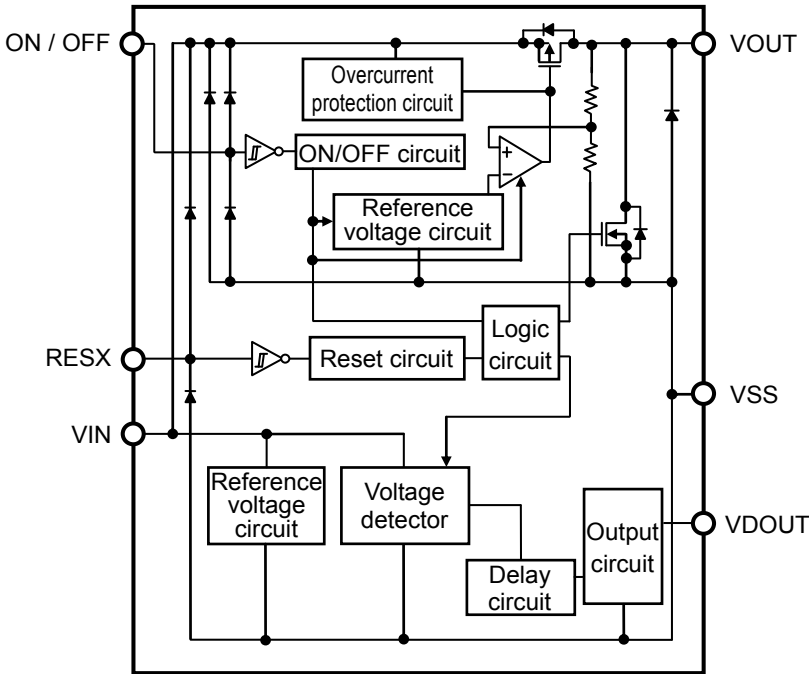 ON / OFF
VOUT
Overcurrent
protection circuit
+
−
ON/OFF circuit
Reference
voltage circuit
Logic
circuit
RESX
Reset circuit
VSS
VIN
Reference
voltage
circuit
Voltage
detector
Output
circuit
VDOUT
Delay
circuit